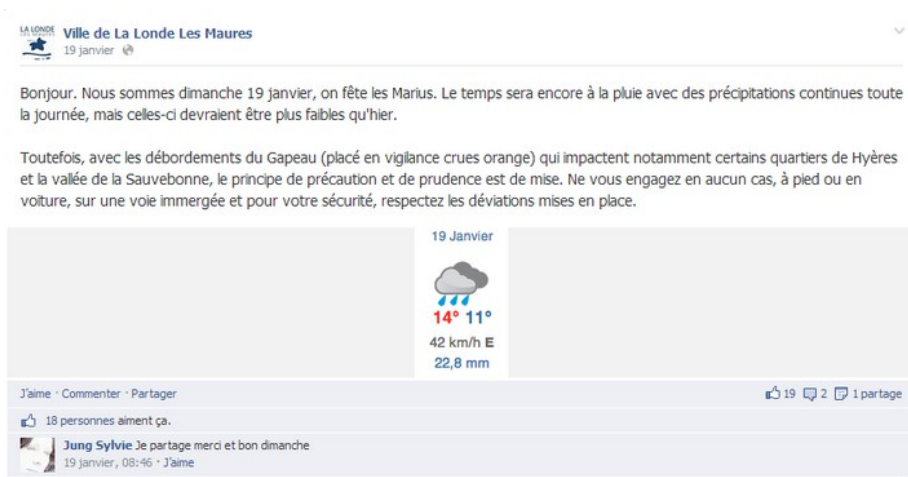 LA LONDE
LES MAURES
Ville de La Londe Les Maures
19 janvier
Bonjour. Nous sommes dimanche 19 janvier, on fête les Marius. Le temps sera encore à la pluie avec des précipitations continues toute
la journée, mais celles-ci devraient être plus faibles qu'hier.
Toutefois, avec les débordements du Gapeau (placé en vigilance crues orange) qui impactent notamment certains quartiers de Hyères
et la vallée de la Sauvebonne, le principe de précaution et de prudence est de mise. Ne vous engagez en aucun cas, à pied ou en
voiture, sur une voie immergée et pour votre sécurité, respectez les déviations mises en place.
19 Janvier
14° 11°
42 km/h E
22,8 mm
J'aime · Commenter · Partager
19 2 1 partage
18 personnes aiment ça.
Jung Sylvie Je partage merci et bon dimanche
19 janvier, 08:46 · J'aime